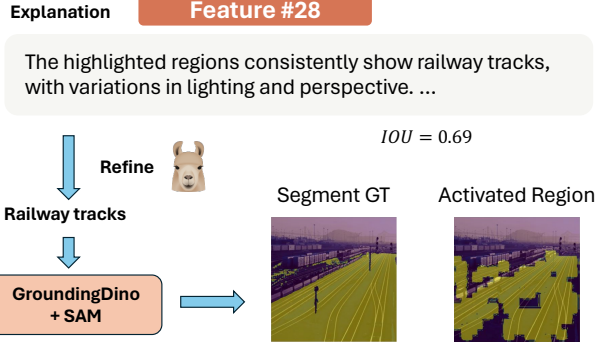 Explanation
Feature #28
The highlighted regions consistently show railway tracks,
with variations in lighting and perspective. ...
IOU = 0.69
Refine
Segment GT
Activated Region
Railway tracks
GroundingDino
+ SAM